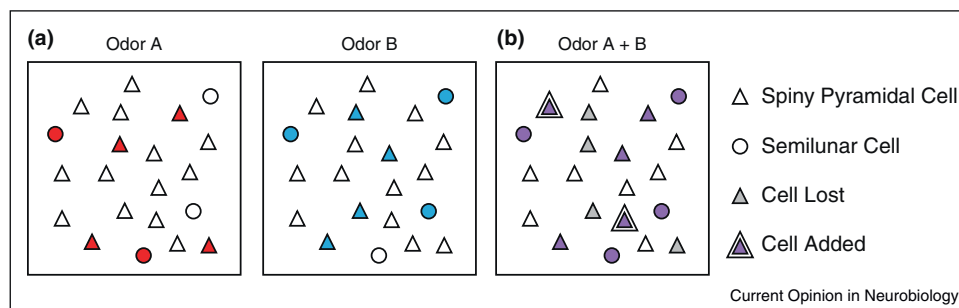 (a)
Odor A
Odor B
(b)
Odor A + B
Spiny Pyramidal Cell
Semilunar Cell
Cell Lost
Cell Added
Current Opinion in Neurobiology